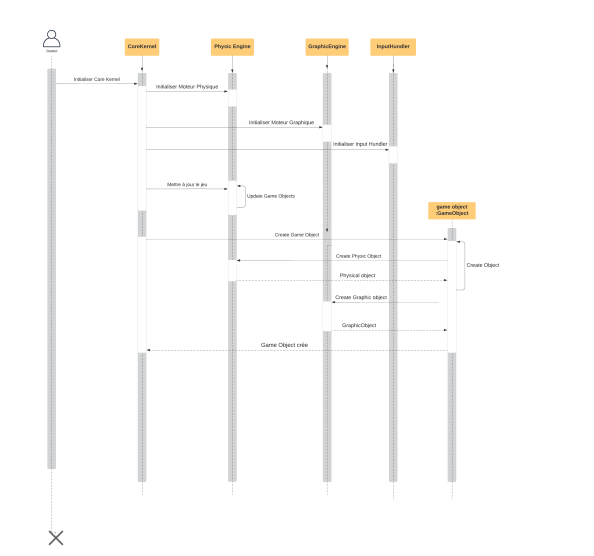 CoreKernel
Physic Engine
GraphicEngine
InputHundler
Initialiser Core Kernel
Initialiser Moteur Physique
Initialiser Moteur Graphique
Initialiser Input Hundler
Mettre à jour le jeu
Update Game Objects
game object
:GameObject
Create Game Object
Create Physic Object
Create Object
Physical object
Create Graphic object
GraphicObject
Game Object crée